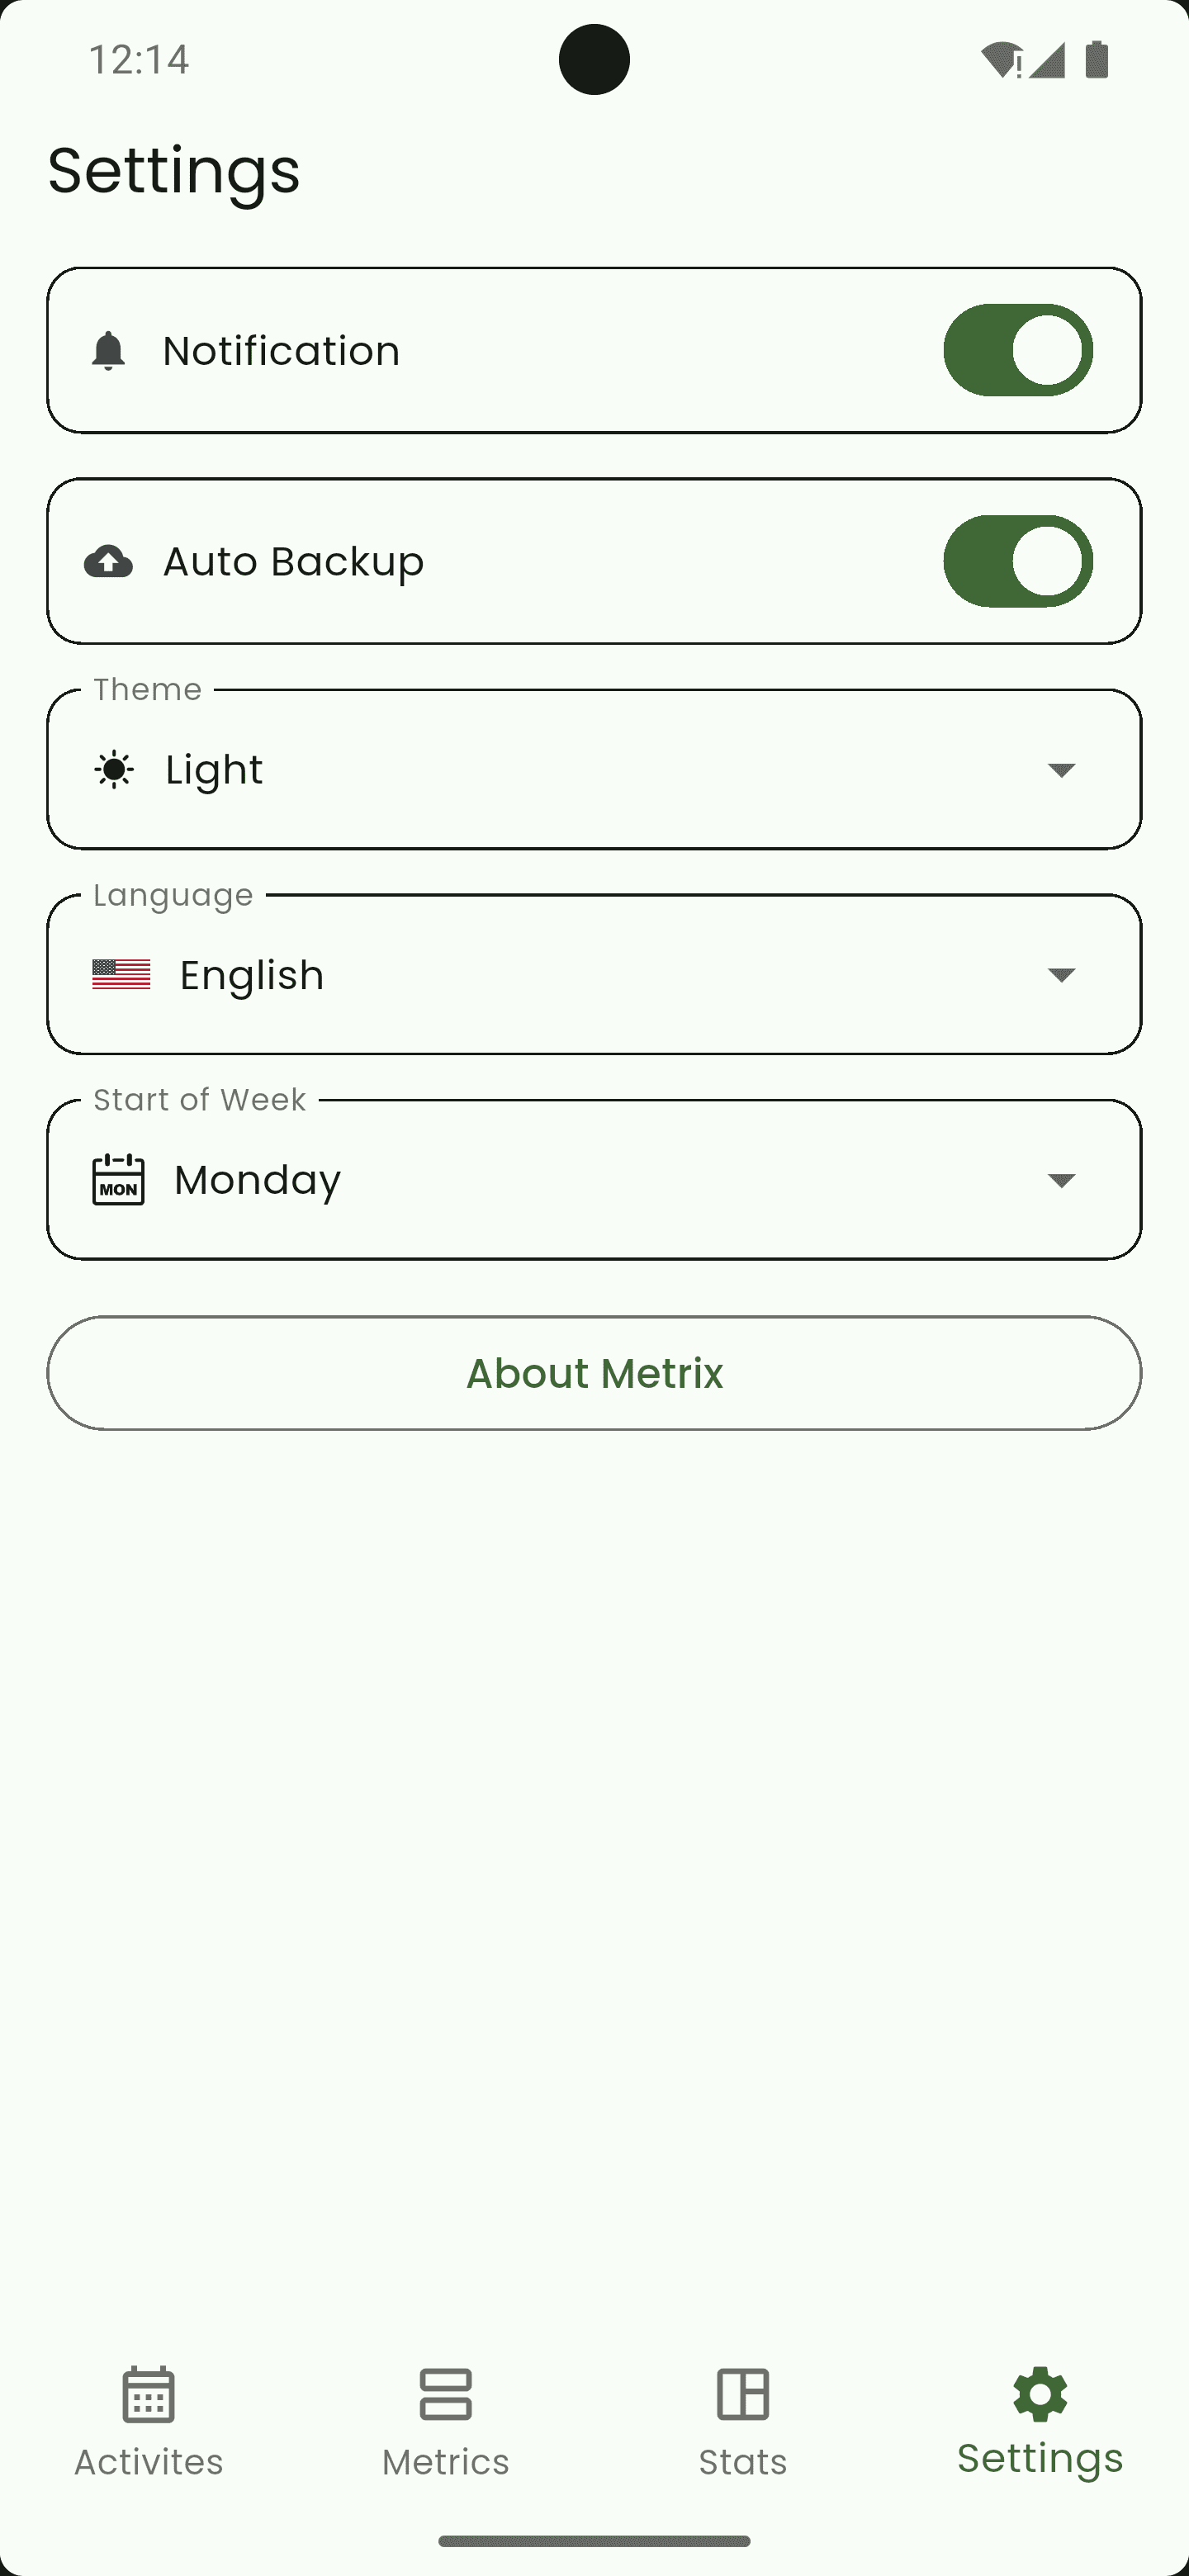 12:14
Settings
Notification
Auto Backup
Theme
Light
Language
English
Start of Week
MON
Monday
About Metrix
Activites
Metrics
Stats
Settings